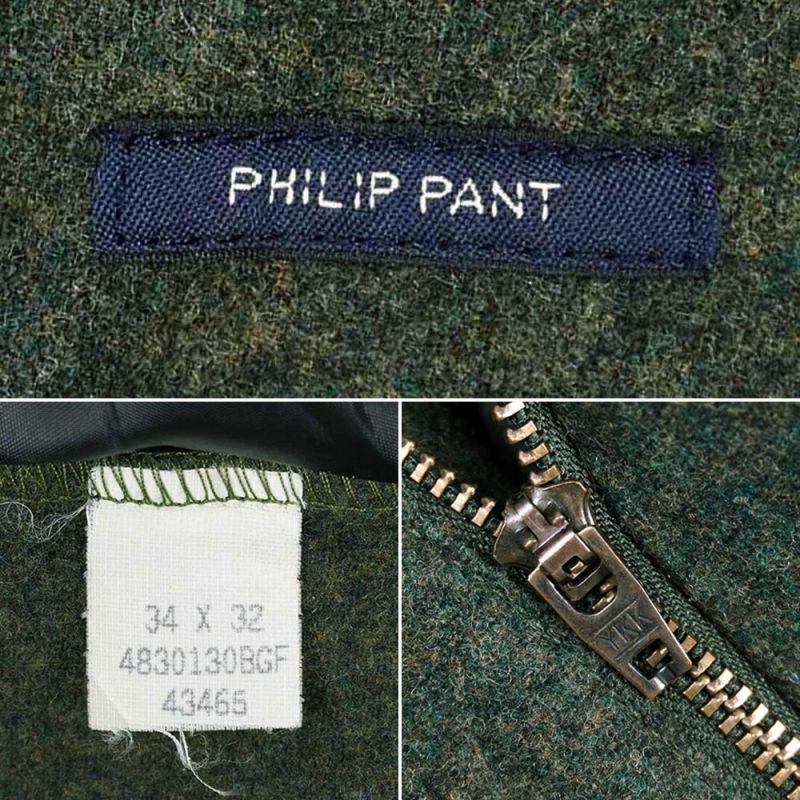 PHILIP PANT
34 X 32
4830130BGF
43465
YKK